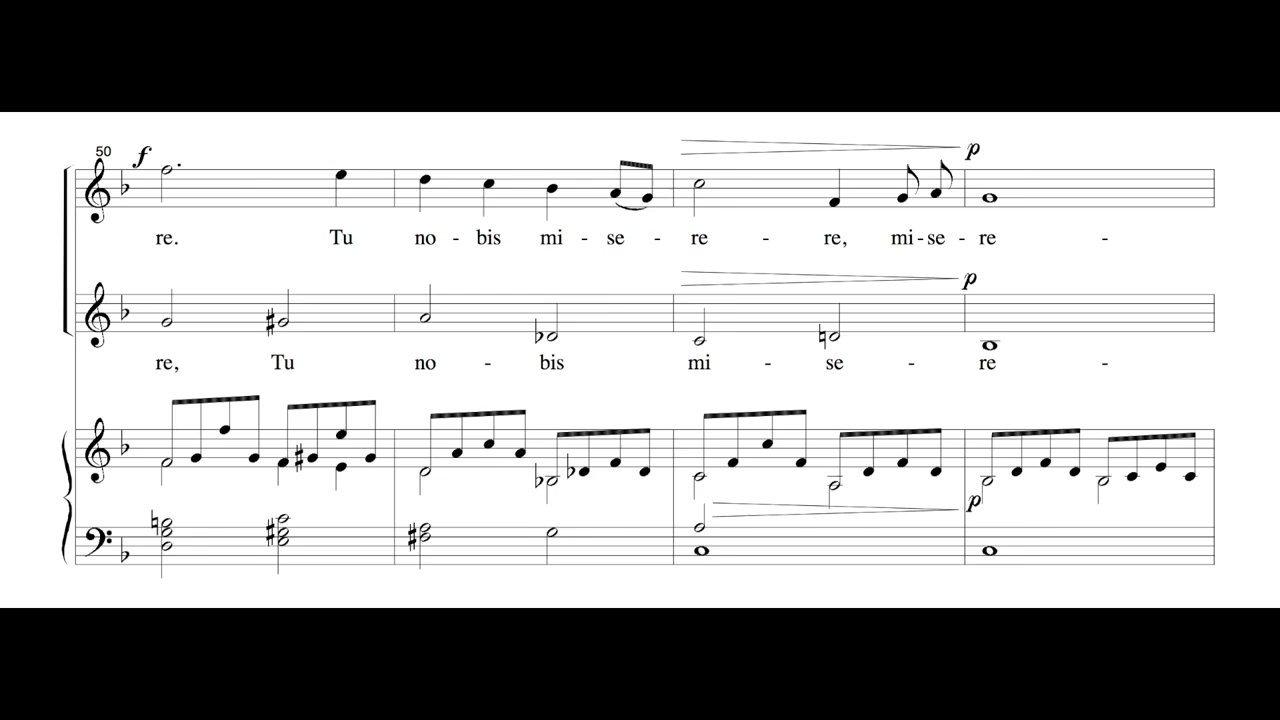 50 f
p
re. Tu no - bis mi - se - re - re, mi - se - re -
p
re, Tu no - bis mi - se - re -
p